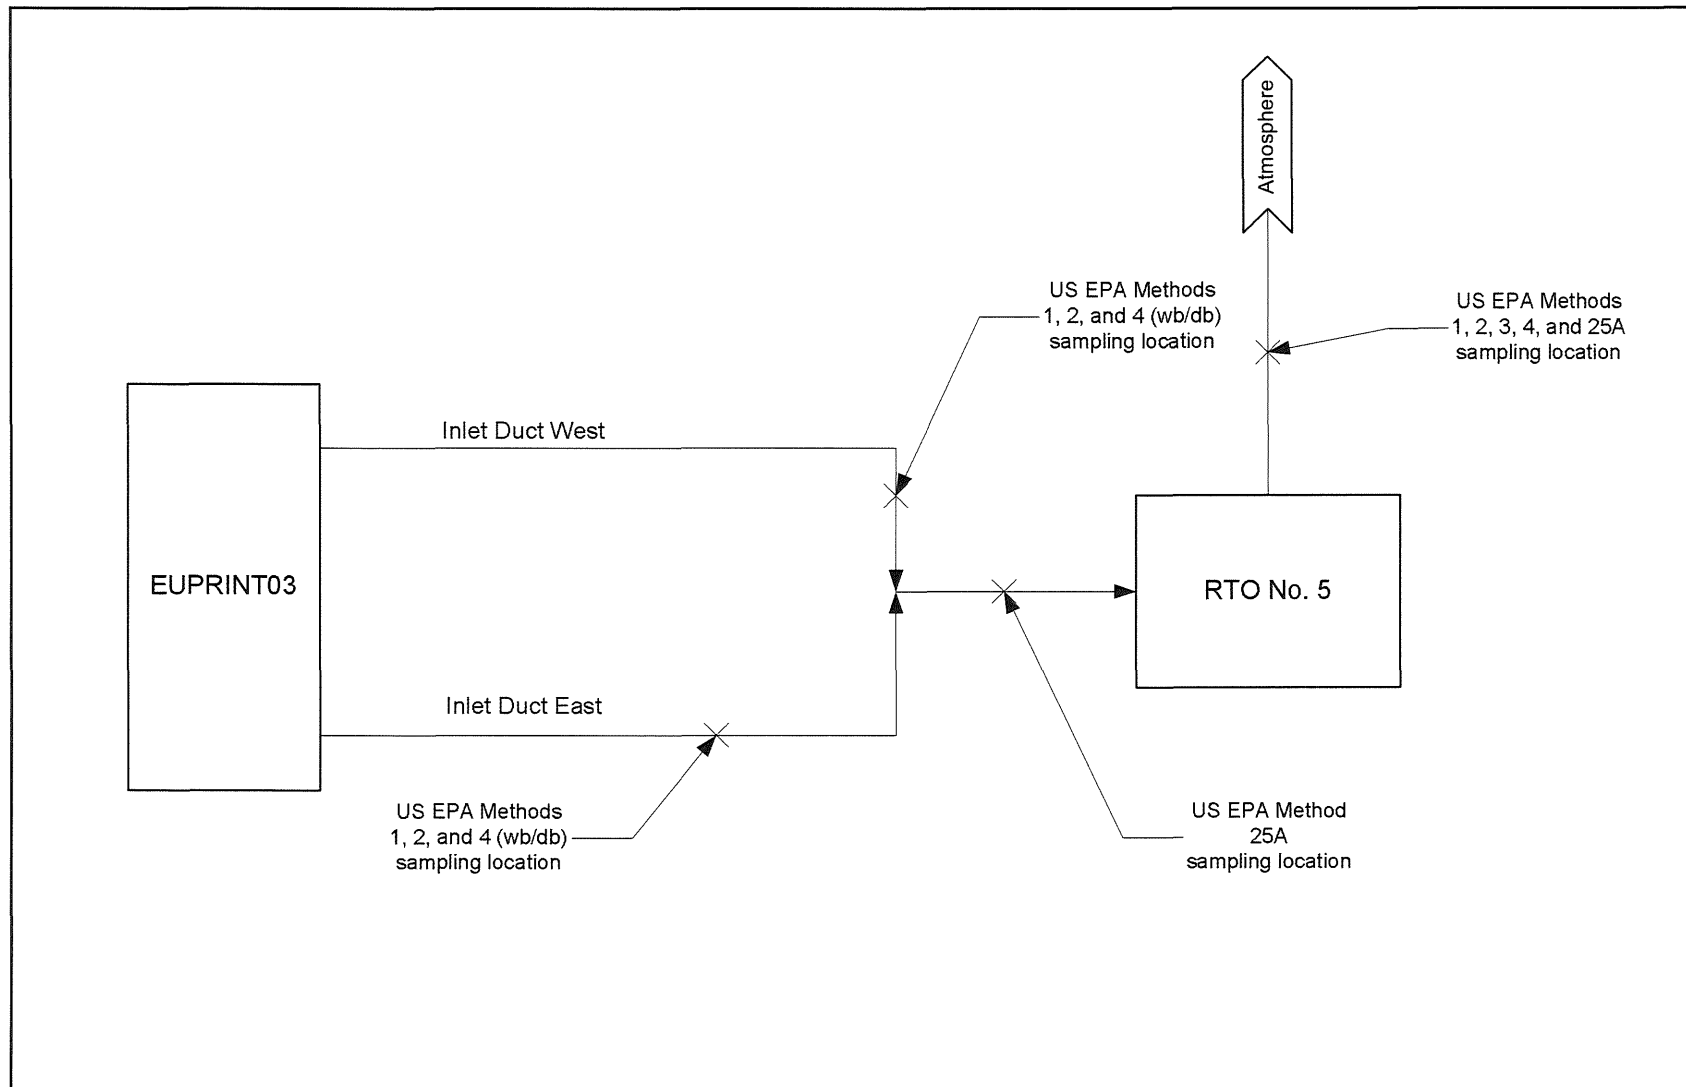 Atmosphere
US EPA Methods
1, 2, and 4 (wb/db)
sampling location
US EPA Methods
1, 2, 3, 4, and 25A
sampling location
Inlet Duct West
EUPRINT03
RTO No. 5
Inlet Duct East
US EPA Methods
1, 2, and 4 (wb/db)
sampling location
US EPA Method
25A
sampling location